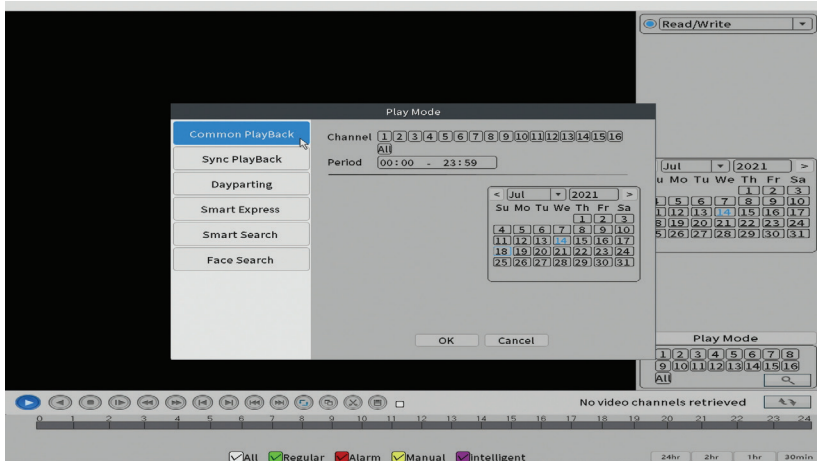 Read/Write
Play Mode
Common PlayBack
Sync PlayBack
Dayparting
Smart Express
Smart Search
Face Search
Channel 1 2 3 4 5 6 7 8 9 10 11 12 13 14 15 16
All
Period 00:00 - 23:59
< Jul 2021 >
Su Mo Tu We Th Fr Sa
1 2 3
4 5 6 7 8 9 10
11 12 13 14 15 16 17
18 19 20 21 22 23 24
25 26 27 28 29 30 31
OK Cancel
Jul 2021 >
u Mo Tu We Th Fr Sa
1 2 3
5 6 7 8 9 10
1 12 13 14 15 16 17
8 19 20 21 22 23 24
5 26 27 28 29 30 31
Play Mode
1 2 3 4 5 6 7 8
9 10 11 12 13 14 15 16
All
No video channels retrieved
0 1 2 3 4 5 6 7 8 9 10 11 12 13 14 15 16 17 18 19 20 21 22 23 24
All Regular Alarm Manual Intelligent
24hr 2hr 1hr 30min